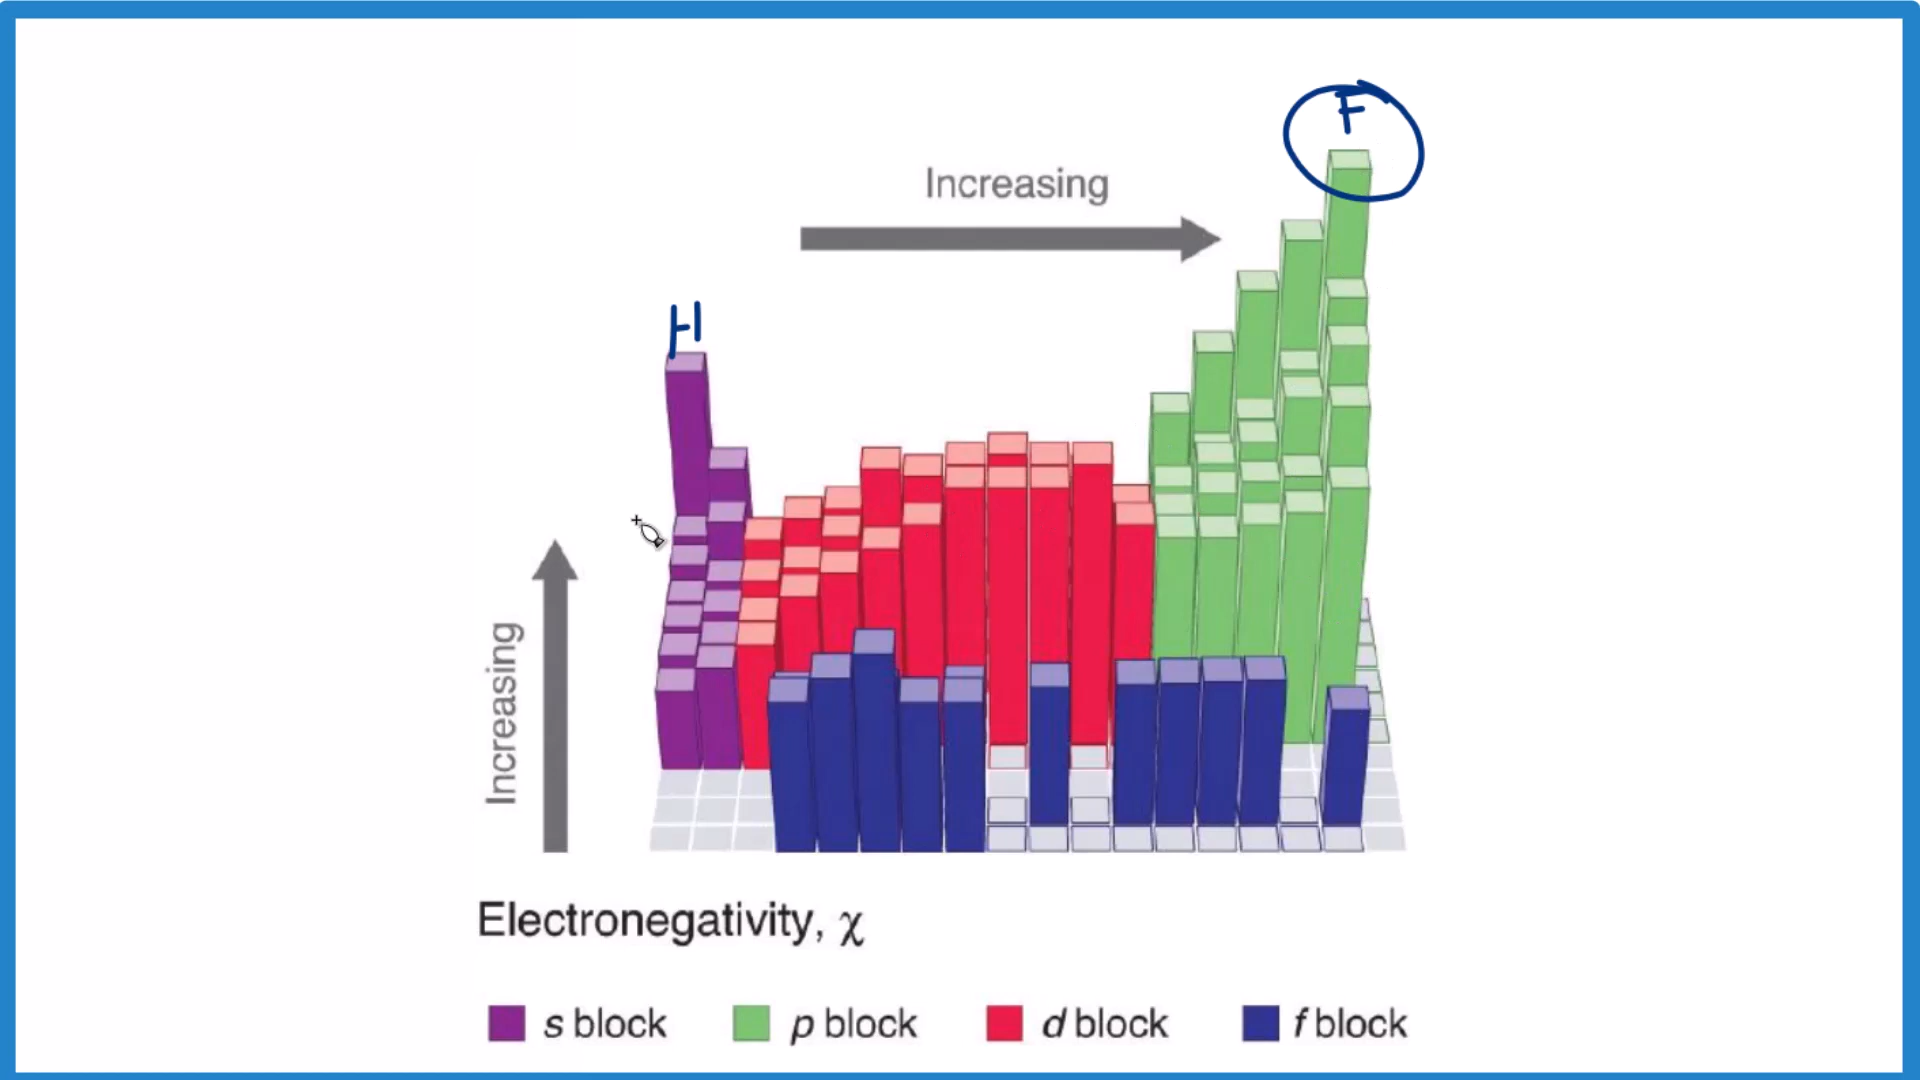 F
Increasing
H
Increasing
Electronegativity, χ
s block
p block
d block
f block